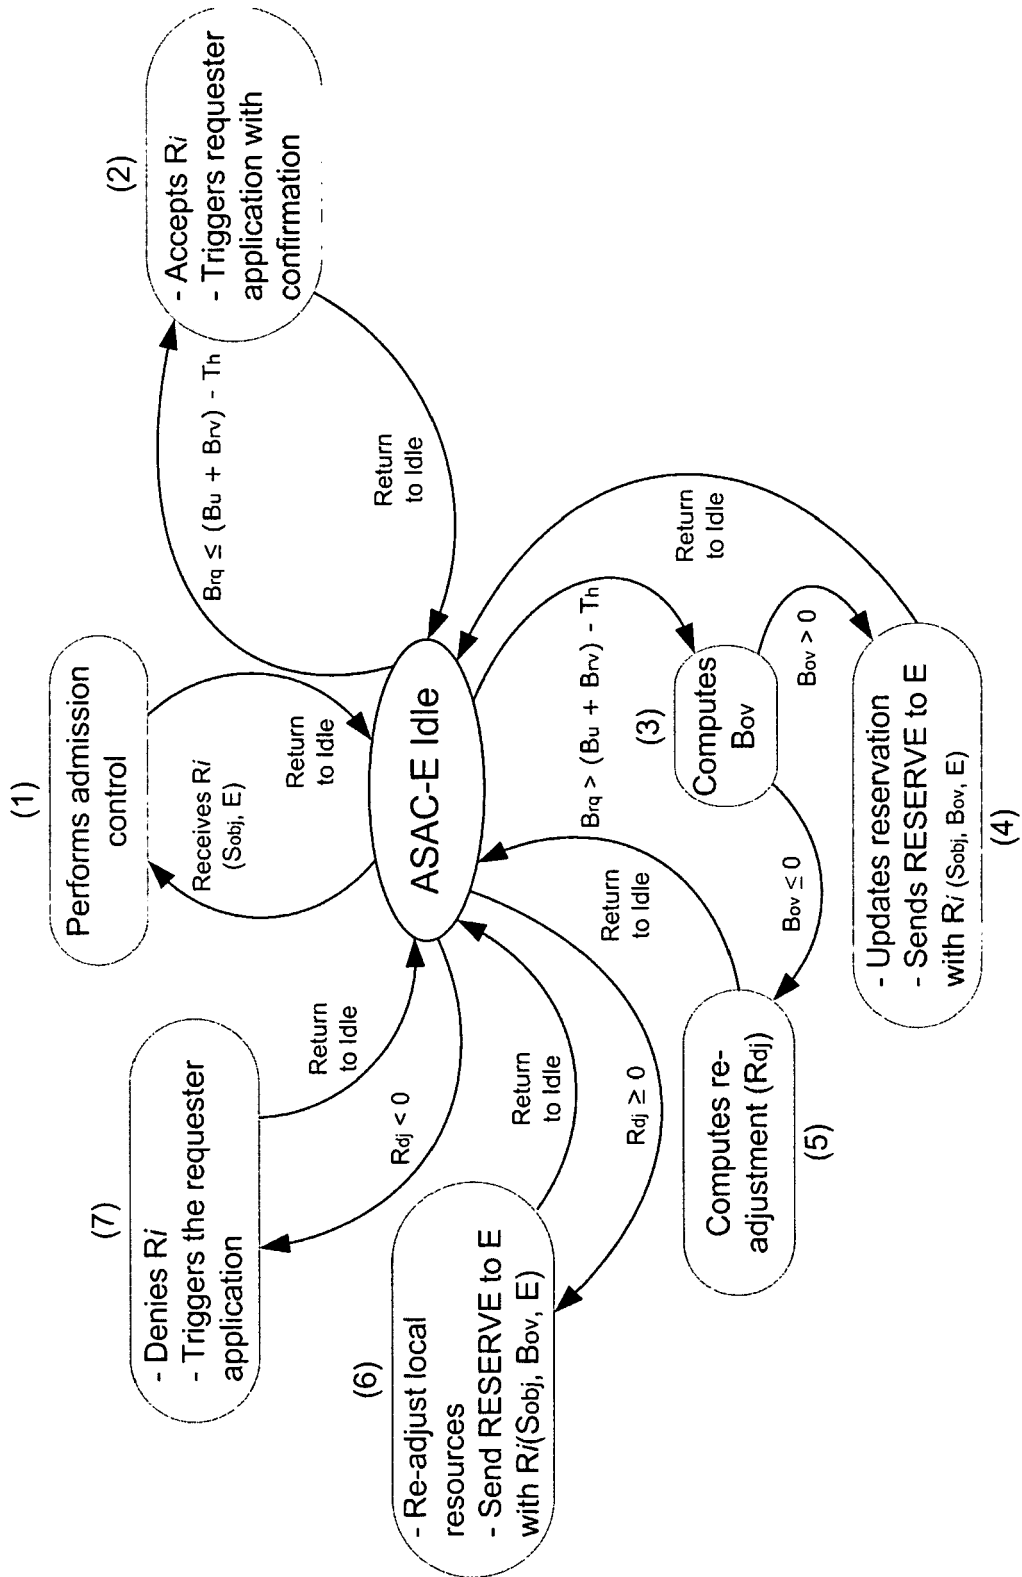 (1)
Performs admission
control
Receives Ri
(Sobj, E)
Return
to Idle
(2)
- Accepts Ri
- Triggers requester
application with
confirmation
Brq ≤ (Bu + Brv) - Th
Return
to Idle
ASAC-E Idle
Brq > (Bu + Brv) - Th
(3)
Computes
Bov
Bov > 0
Return
to Idle
- Updates reservation
- Sends RESERVE to E
with Ri (Sobj, Bov, E)
(4)
Bov ≤ 0
Computes re-
adjustment (Rdj)
(5)
Return
to Idle
Rdj ≥ 0
(6)
- Re-adjust local
resources
- Send RESERVE to E
with Ri(Sobj, Bov, E)
Return
to Idle
(7)
- Denies Ri
- Triggers the requester
application
Rdj < 0
Return
to Idle